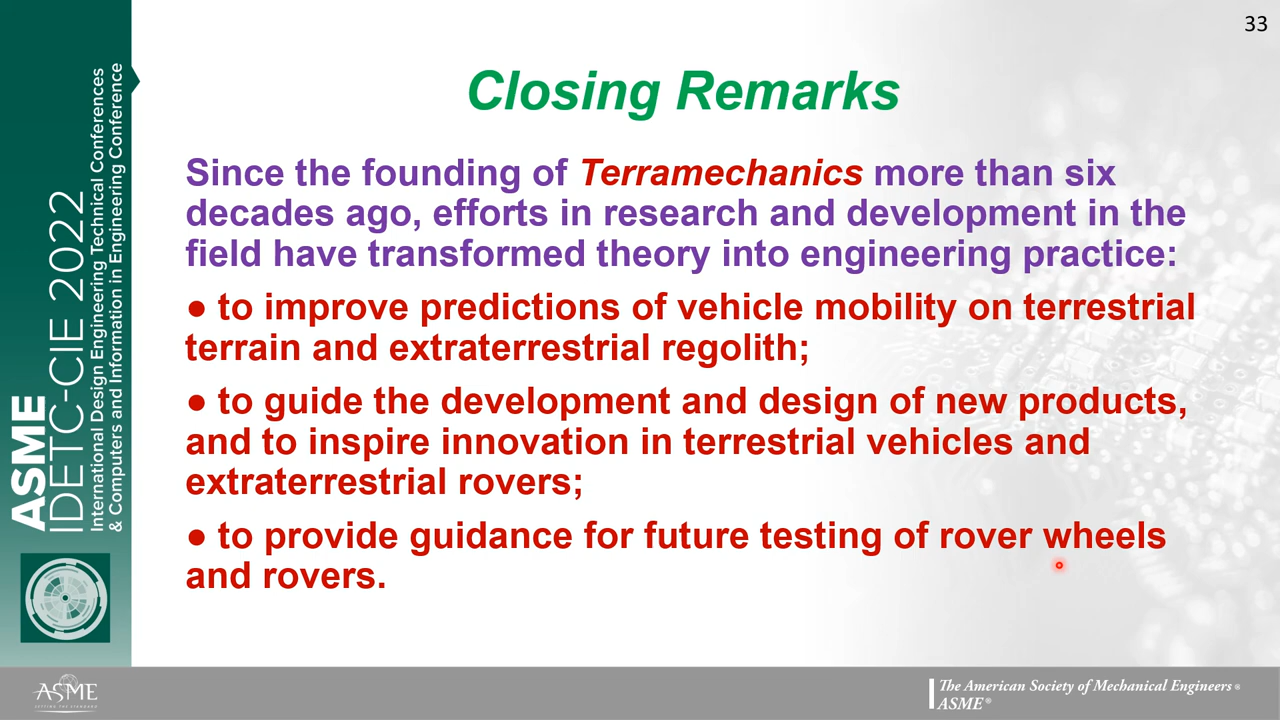 33
Closing Remarks
Since the founding of Terramechanics more than six
decades ago, efforts in research and development in the
field have transformed theory into engineering practice:
● to improve predictions of vehicle mobility on terrestrial
terrain and extraterrestrial regolith;
● to guide the development and design of new products,
and to inspire innovation in terrestrial vehicles and
extraterrestrial rovers;
● to provide guidance for future testing of rover wheels
and rovers.
ASME
IDETC-CIE 2022
International Design Engineering Technical Conferences
& Computers and Information in Engineering Conference
ASME
SETTING THE STANDARD
The American Society of Mechanical Engineers®
ASME®